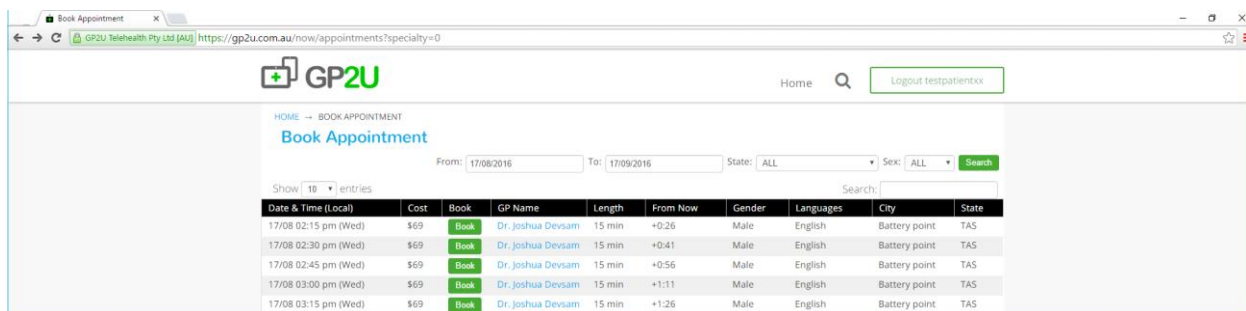 Book Appointment
GP2U Telehealth Pty Ltd [AU] https://gp2u.com.au/now/appointments?specialty=0
GP2U Home Logout testpatientxx
HOME → BOOK APPOINTMENT
Book Appointment
From: 17/08/2016 To: 17/09/2016 State: ALL Sex: ALL Search
Show 10 entries Search:
Date & Time (Local) Cost Book GP Name Length From Now Gender Languages City State
17/08 02:15 pm (Wed) $69 Book Dr. Joshua Devsam 15 min +0:26 Male English Battery point TAS
17/08 02:30 pm (Wed) $69 Book Dr. Joshua Devsam 15 min +0:41 Male English Battery point TAS
17/08 02:45 pm (Wed) $69 Book Dr. Joshua Devsam 15 min +0:56 Male English Battery point TAS
17/08 03:00 pm (Wed) $69 Book Dr. Joshua Devsam 15 min +1:11 Male English Battery point TAS
17/08 03:15 pm (Wed) $69 Book Dr. Joshua Devsam 15 min +1:26 Male English Battery point TAS